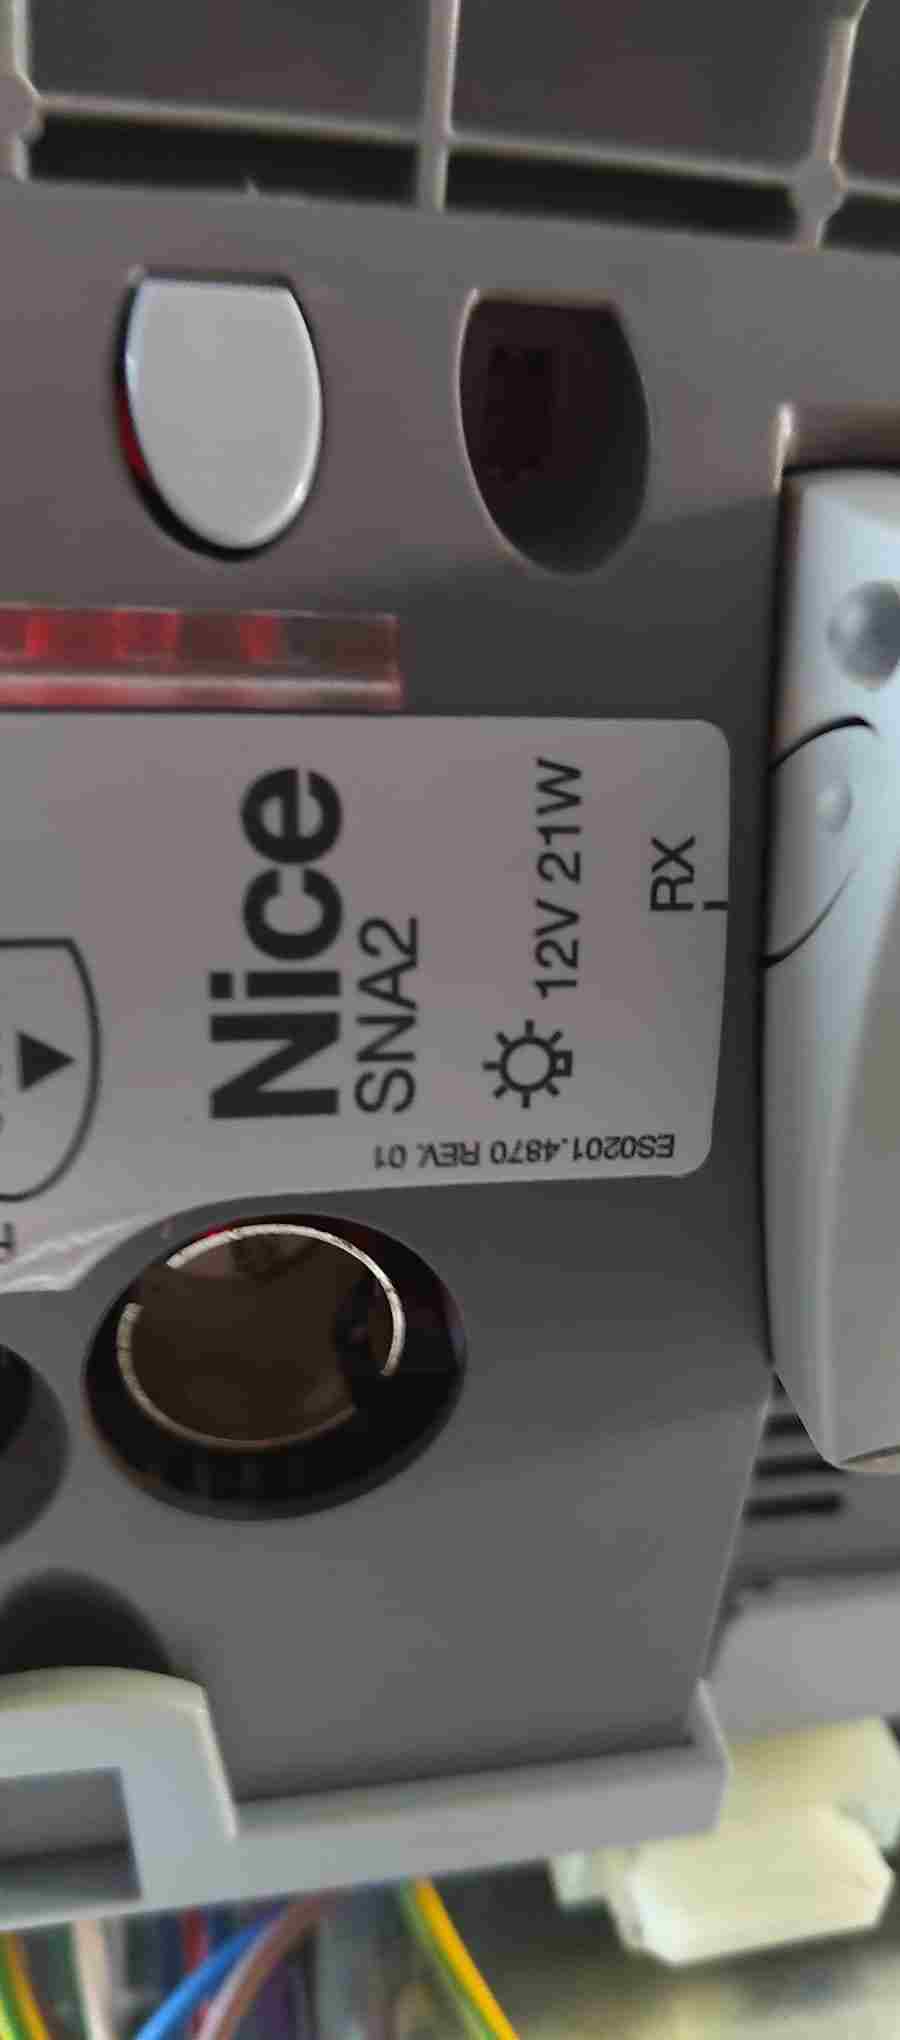 Nice
SNA2
12V 21W
RX
ES0201.4870 REV. 01